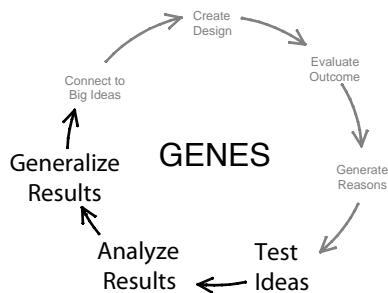 Create
Design
Evaluate
Outcome
Generate
Reasons
Test
Ideas
Analyze
Results
Generalize
Results
Connect to
Big Ideas
GENES